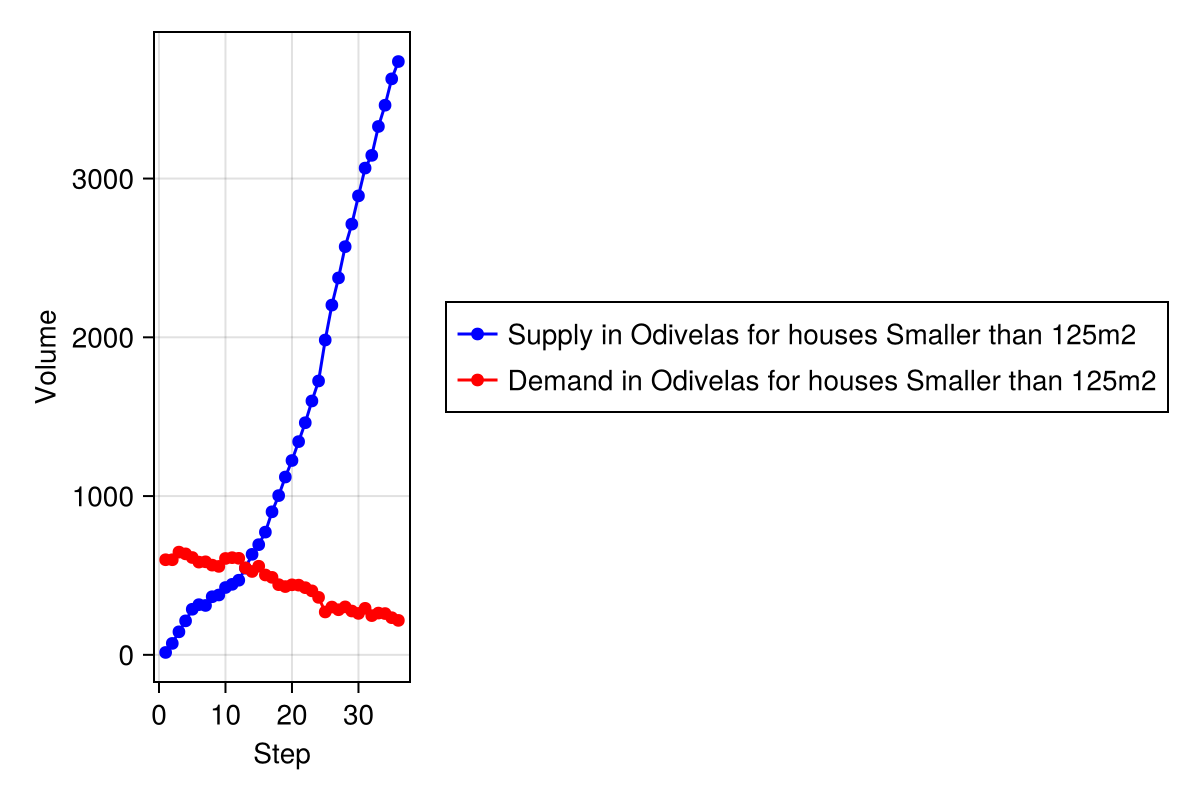 Volume
3000
2000
1000
0
0 10 20 30
Step
Supply in Odivelas for houses Smaller than 125m2
Demand in Odivelas for houses Smaller than 125m2